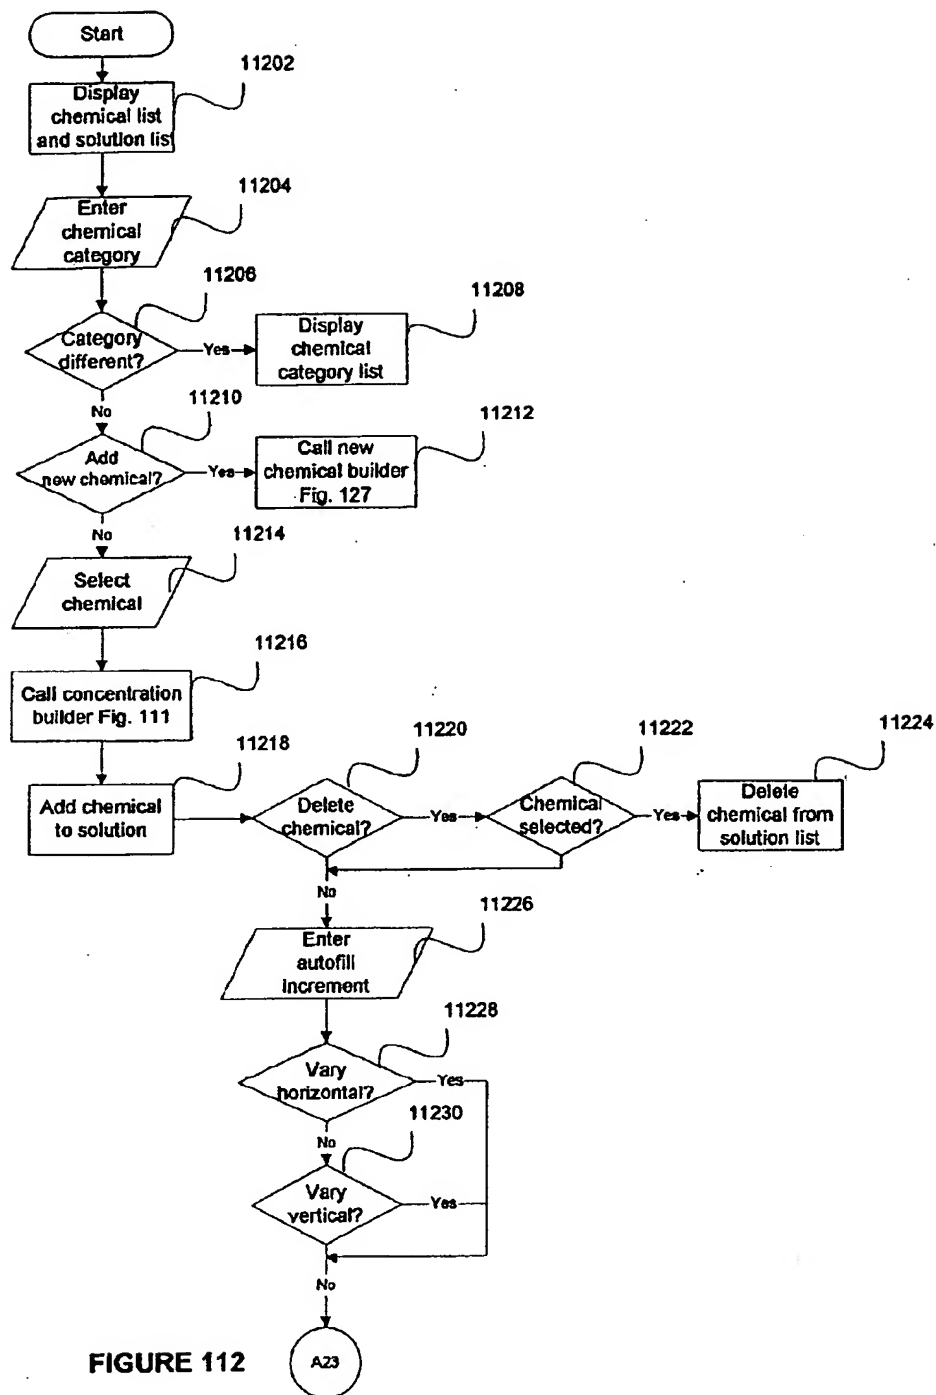 Start
11202
Display
chemical list
and solution list
11204
Enter
chemical
category
11206
Category
different?
Yes
11208
Display
chemical
category list
No
11210
Add
new chemical?
Yes
11212
Call new
chemical builder
Fig. 127
No
11214
Select
chemical
11216
Call concentration
builder Fig. 111
11218
Add chemical
to solution
11220
Delete
chemical?
Yes
11222
Chemical
selected?
Yes
11224
Delete
chemical from
solution list
No
11226
Enter
autofill
increment
11228
Vary
horizontal?
Yes
No
11230
Vary
vertical?
Yes
No
A23
FIGURE 112